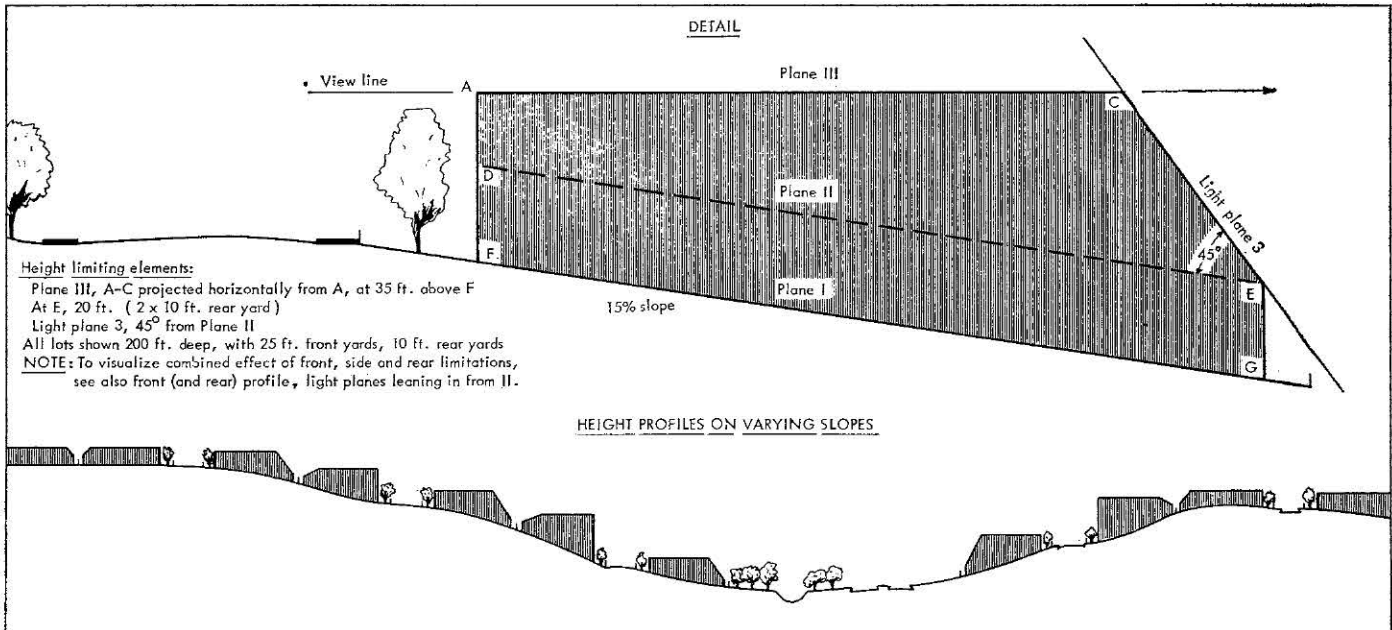 DETAIL
View line
A
Plane III
C
D
Plane II
Light plane 3
45°
E
F
Plane I
15% slope
G
Height limiting elements:
Plane III, A-C projected horizontally from A, at 35 ft. above F
At E, 20 ft. ( 2 x 10 ft. rear yard )
Light plane 3, 45° from Plane II
All lots shown 200 ft. deep, with 25 ft. front yards, 10 ft. rear yards
NOTE: To visualize combined effect of front, side and rear limitations,
see also front (and rear) profile, light planes leaning in from II.
HEIGHT PROFILES ON VARYING SLOPES